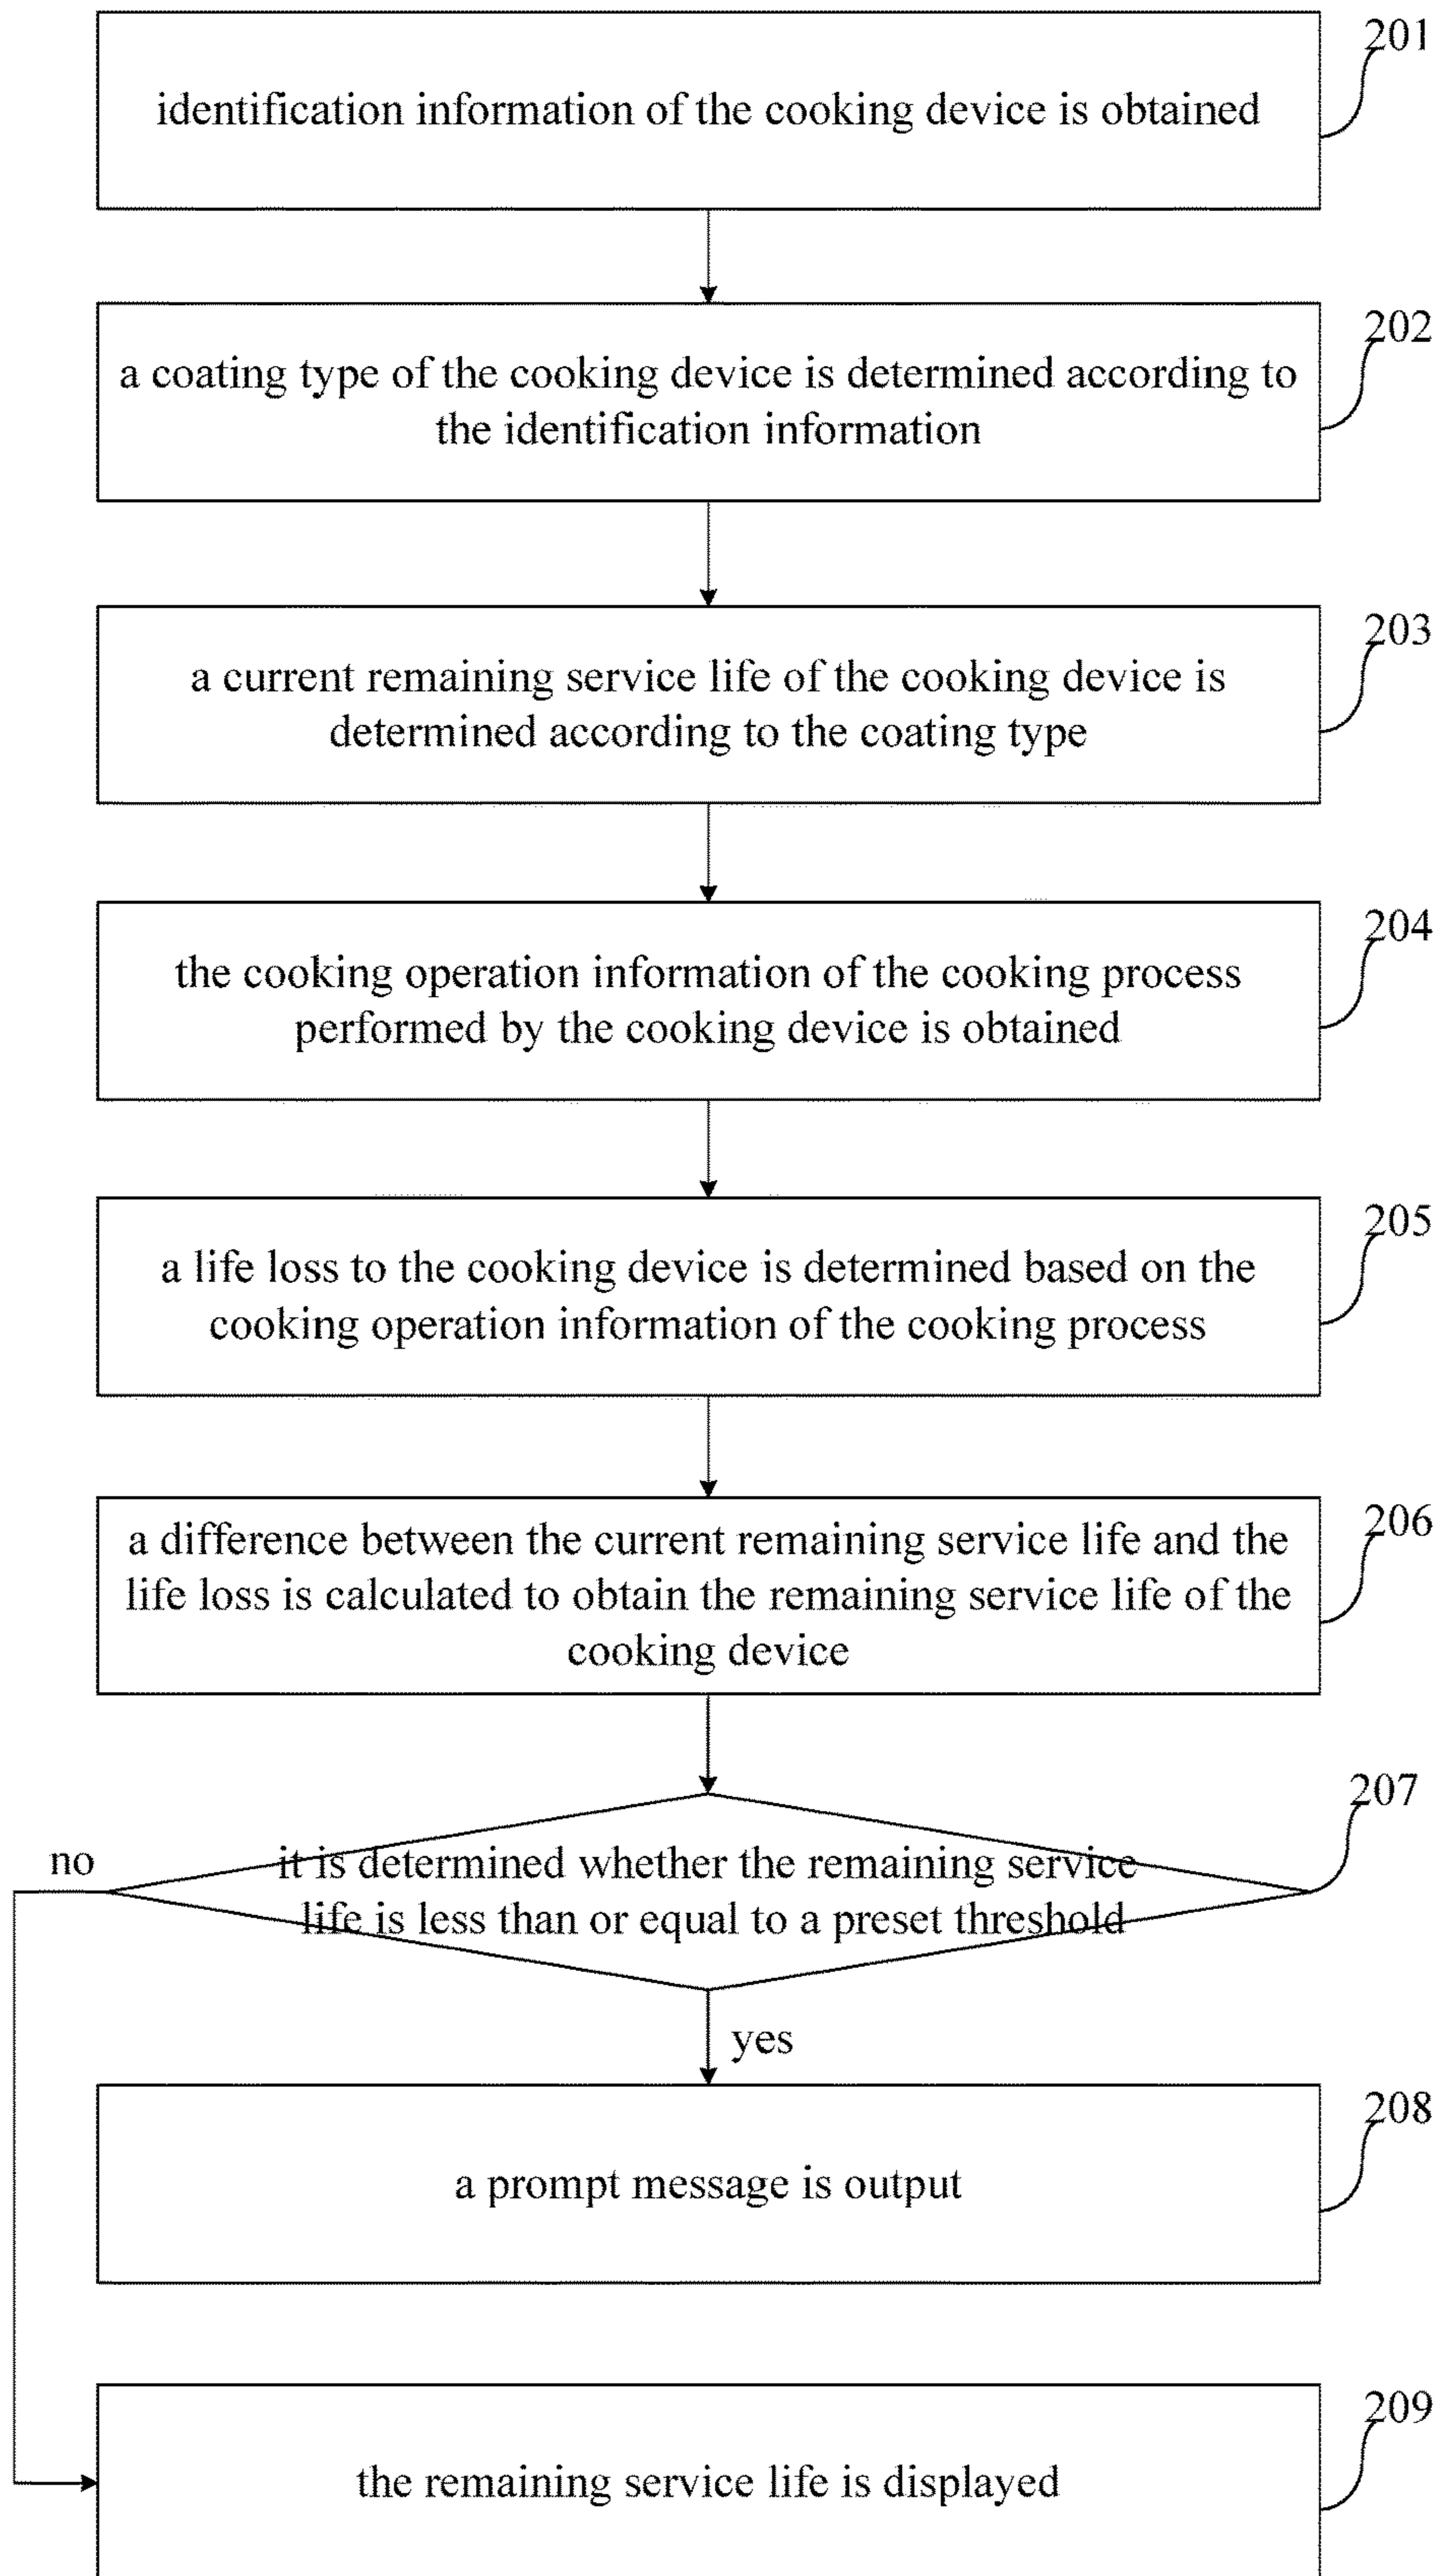 201
identification information of the cooking device is obtained
202
a coating type of the cooking device is determined according to
the identification information
203
a current remaining service life of the cooking device is
determined according to the coating type
204
the cooking operation information of the cooking process
performed by the cooking device is obtained
205
a life loss to the cooking device is determined based on the
cooking operation information of the cooking process
206
a difference between the current remaining service life and the
life loss is calculated to obtain the remaining service life of the
cooking device
207
no
it is determined whether the remaining service
life is less than or equal to a preset threshold
yes
208
a prompt message is output
209
the remaining service life is displayed